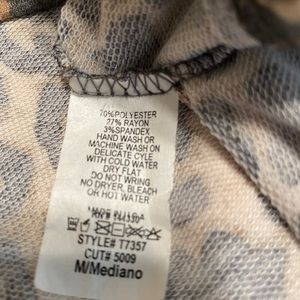 70%POLYESTER
27% RAYON
3%SPANDEX
HAND WASH ON
MACHINE WASH ON
DELICATE CYLE
WITH COLD WATER
DRY FLAT
DO NOT WRING
NO DRYER, BLEACH
OR HOT WATER
STYLE# T7357
CUT# 5009
M/Mediano